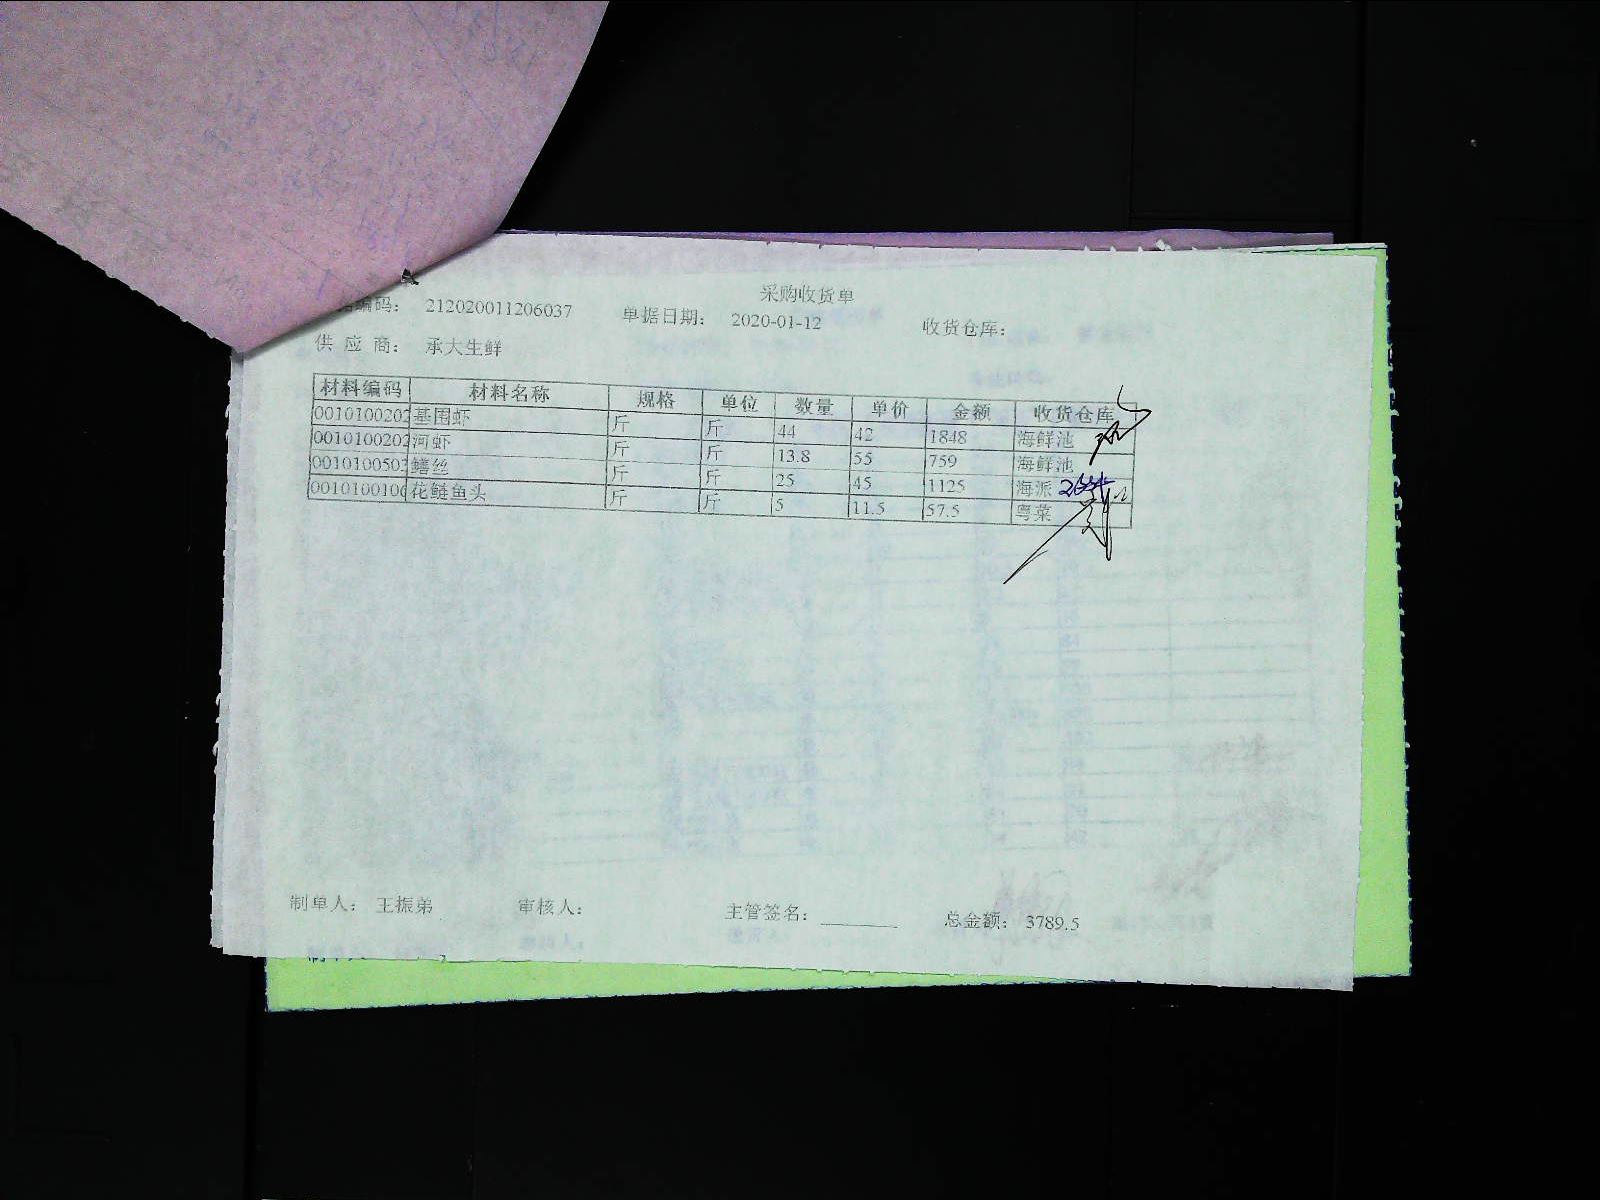 采购收货单
编码： 212020011206037 单据日期： 2020-01-12 收货仓库：
供 应 商： 承大生鲜
材料编码 材料名称 规格 单位 数量 单价 金额 收货仓库
0010100202 基围虾 斤 斤 44 42 1848 海鲜池
0010100202 河虾 斤 斤 13.8 55 759 海鲜池
001010050 鳝丝 斤 斤 25 45 1125 海派
001010010 花鲢鱼头 斤 斤 5 11.5 57.5 粤菜
制单人： 王振弟 审核人： 主管签名： 总金额： 3789.5